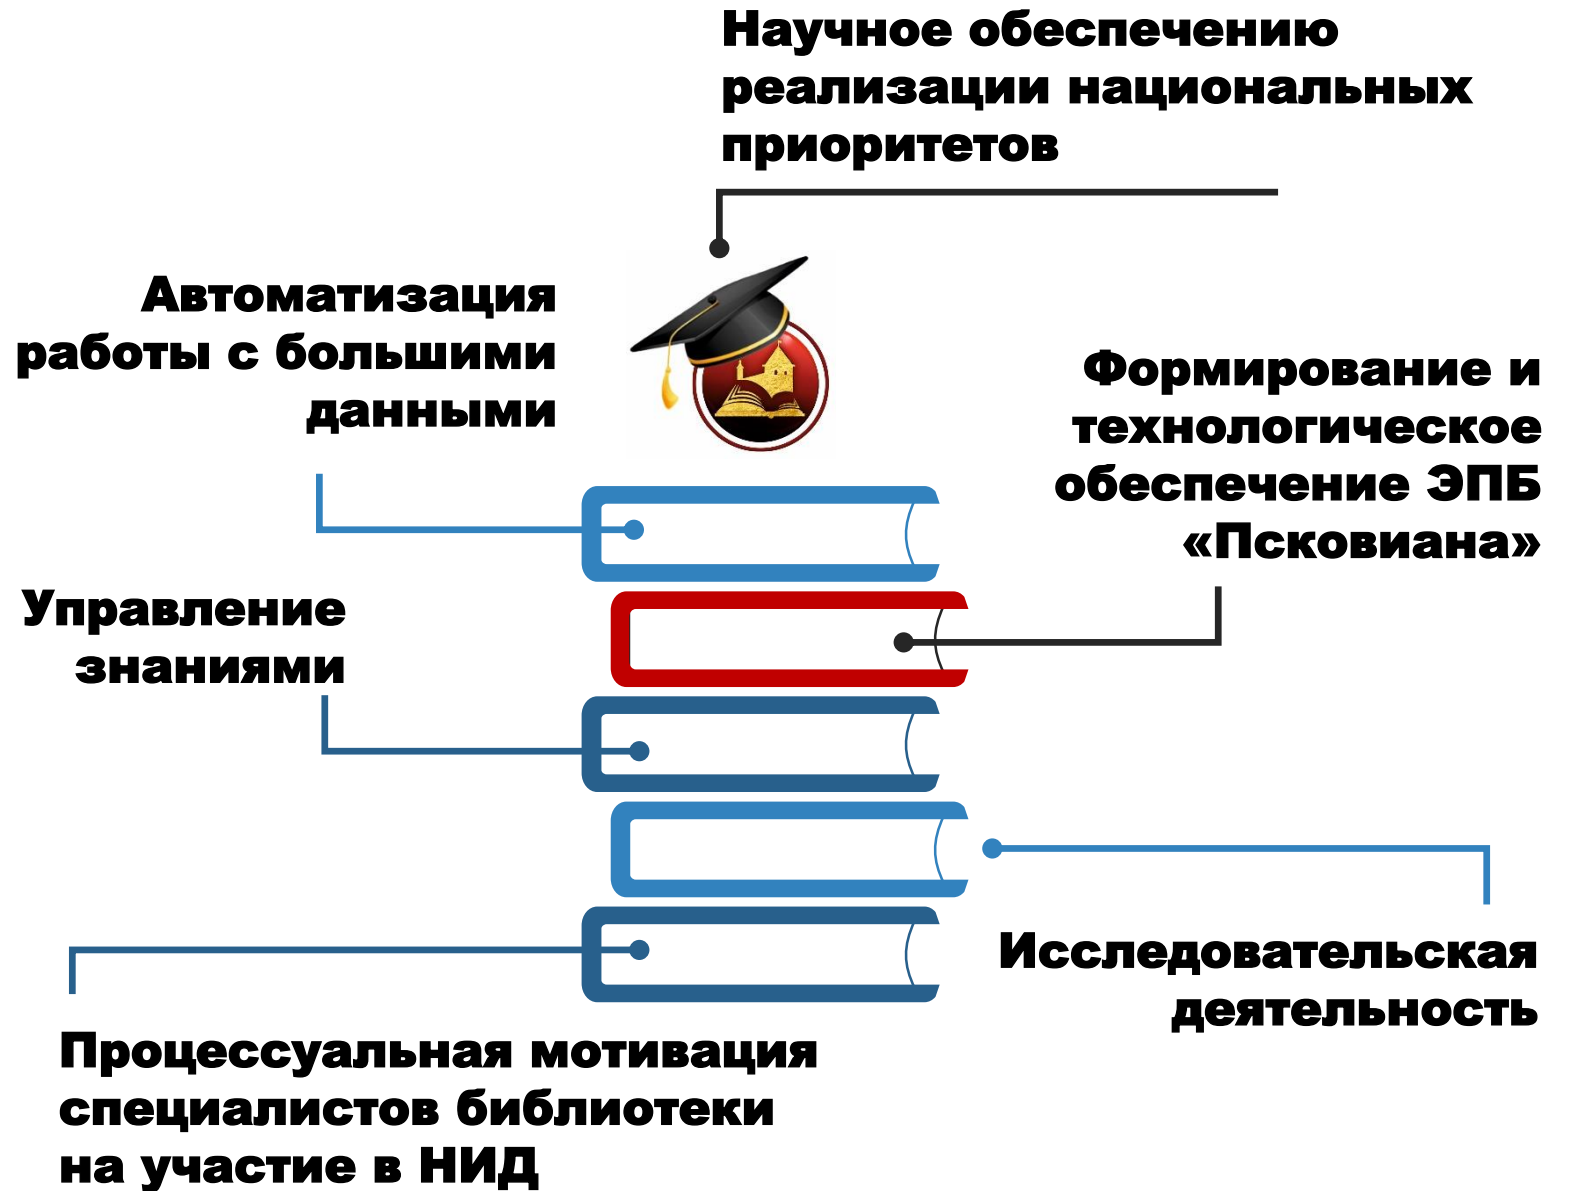 Научное обеспечению
реализации национальных
приоритетов
Автоматизация
работы с большими
данными
Формирование и
технологическое
обеспечение ЭПБ
«Псковиана»
Управление
знаниями
Исследовательская
деятельность
Процессуальная мотивация
специалистов библиотеки
на участие в НИД